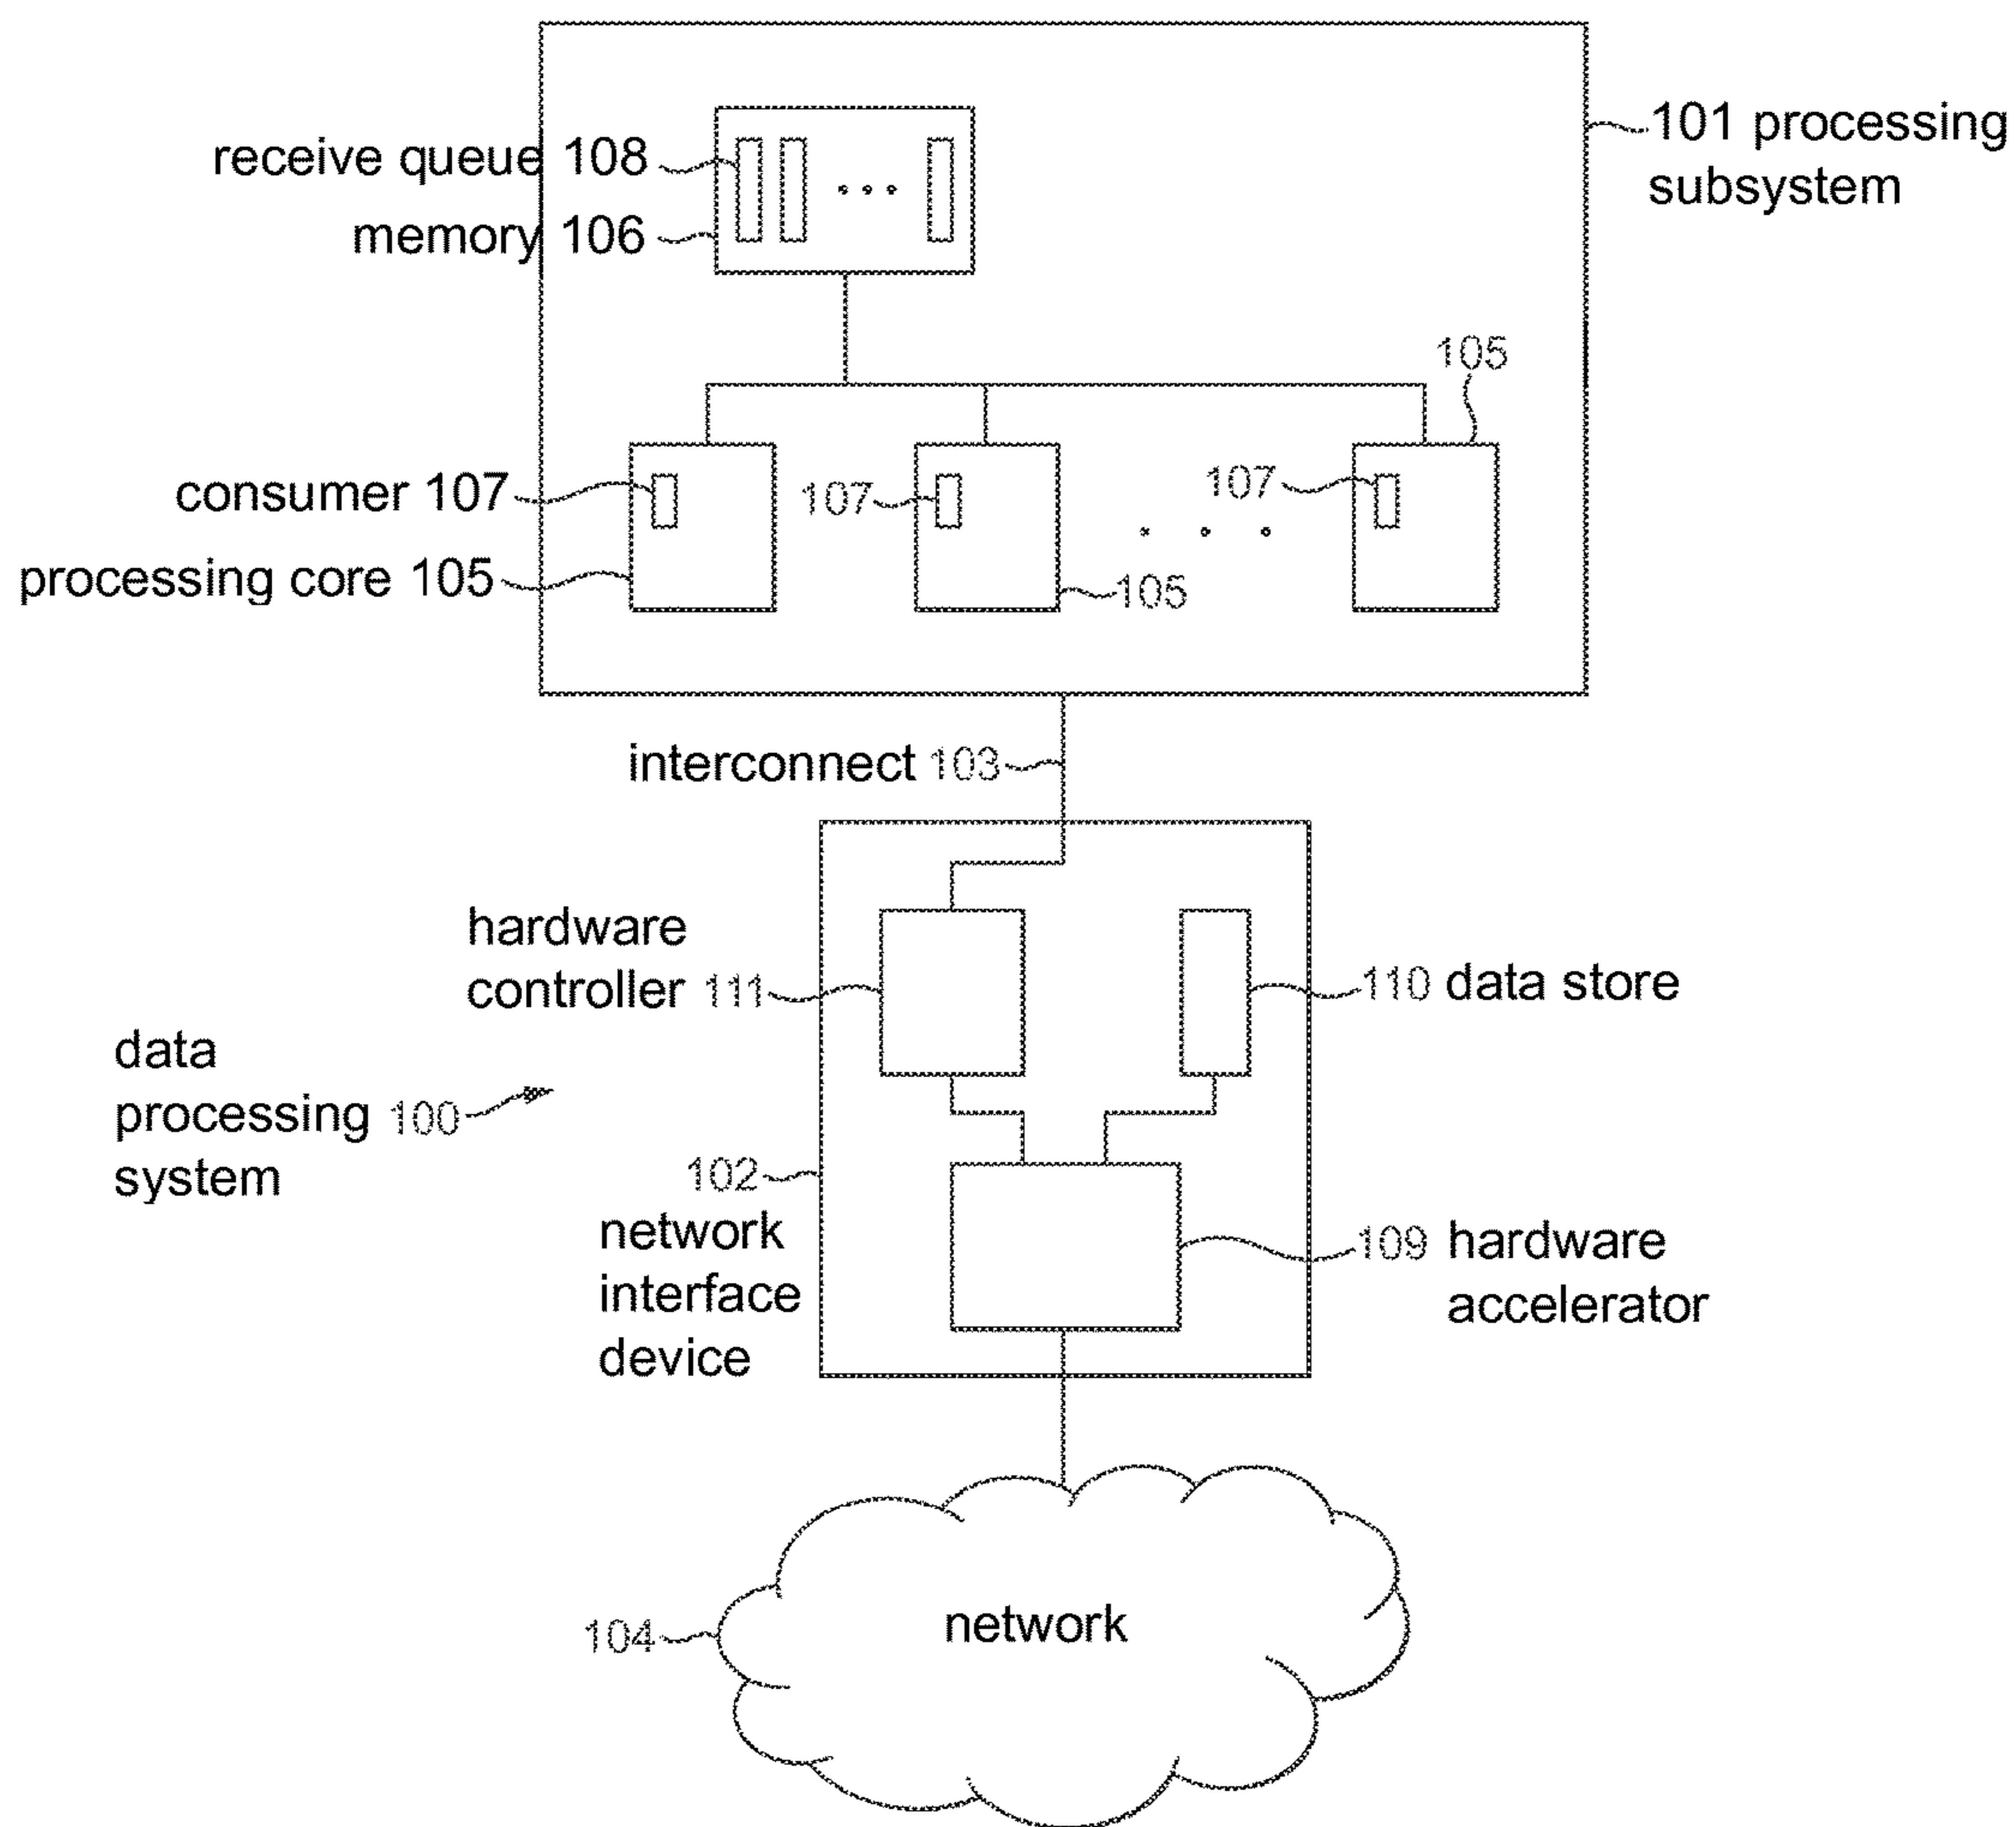 101 processing
subsystem
receive queue 108
memory 106
105
consumer 107
107
107
processing core 105
105
interconnect 103
hardware
controller 111
110 data store
data
processing 100
system
102
network
interface
device
109 hardware
accelerator
104
network